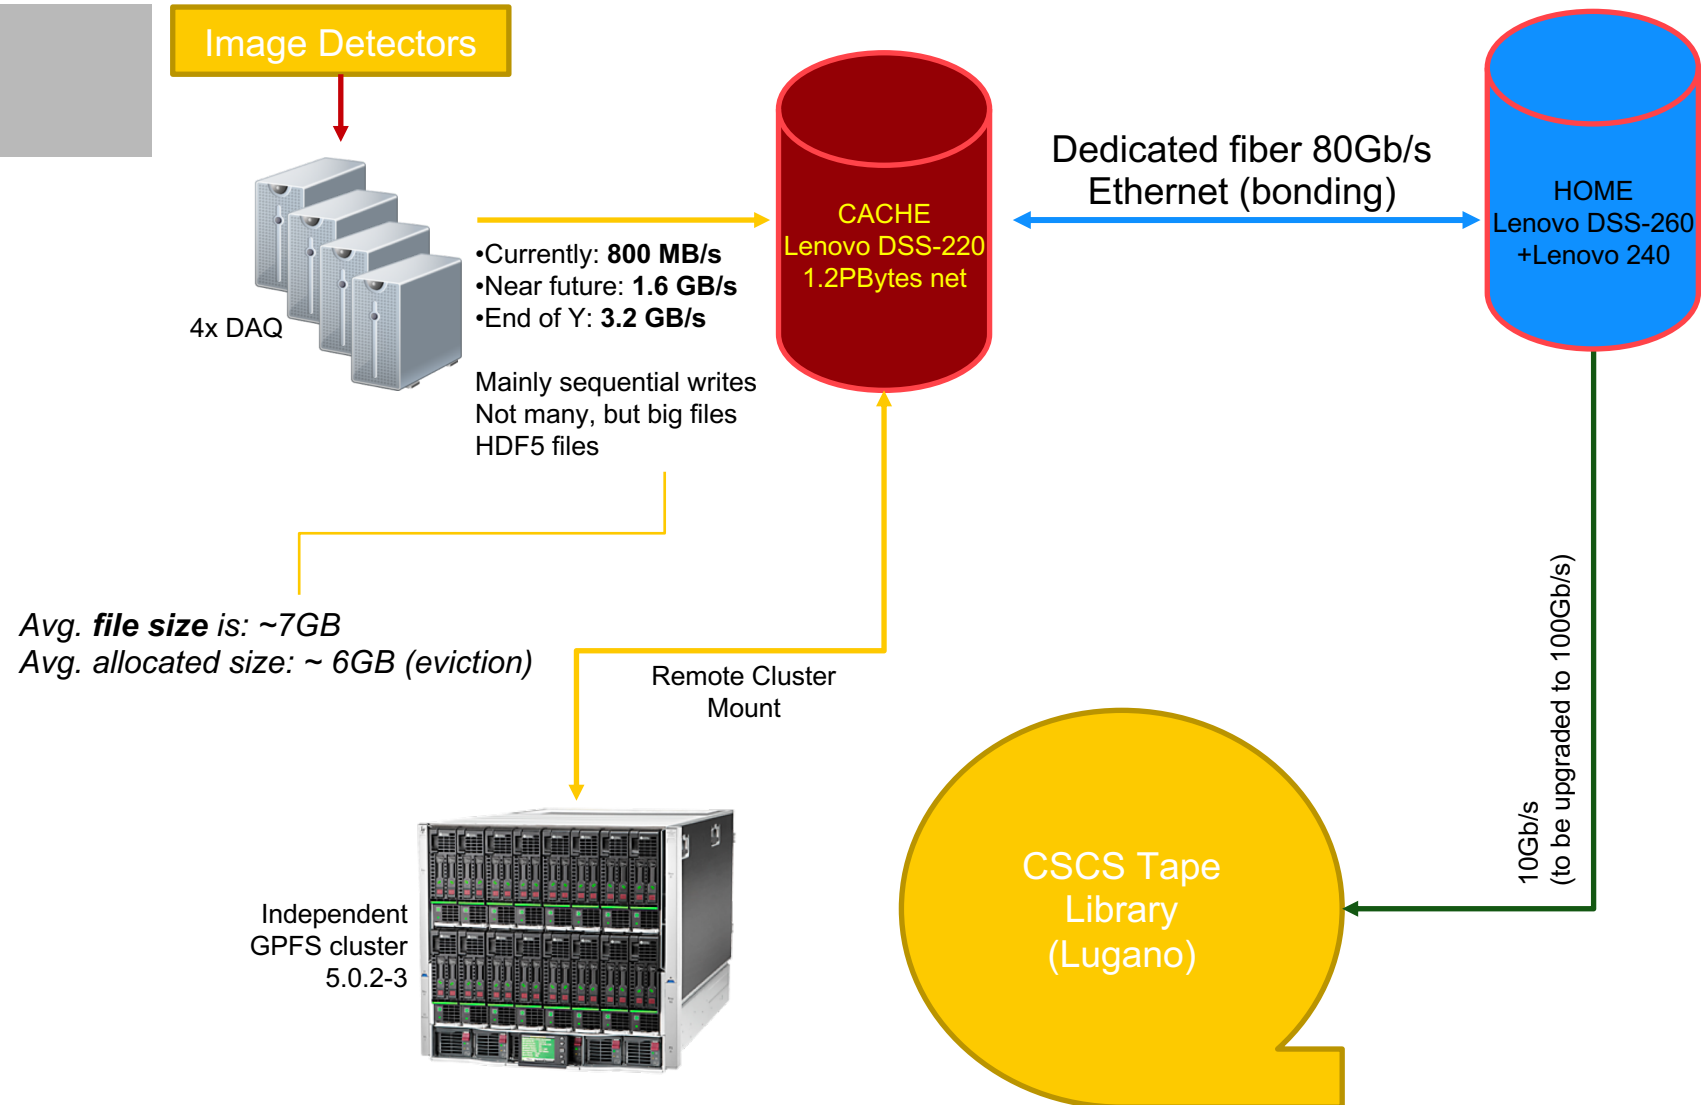 Image Detectors
4x DAQ
•Currently: 800 MB/s
•Near future: 1.6 GB/s
•End of Y: 3.2 GB/s
Mainly sequential writes
Not many, but big files
HDF5 files
CACHE
Lenovo DSS-220
1.2PBytes net
Dedicated fiber 80Gb/s
Ethernet (bonding)
HOME
Lenovo DSS-260
+Lenovo 240
Avg. file size is: ~7GB
Avg. allocated size: ~ 6GB (eviction)
Remote Cluster
Mount
Independent
GPFS cluster
5.0.2-3
CSCS Tape
Library
(Lugano)
10Gb/s
(to be upgraded to 100Gb/s)